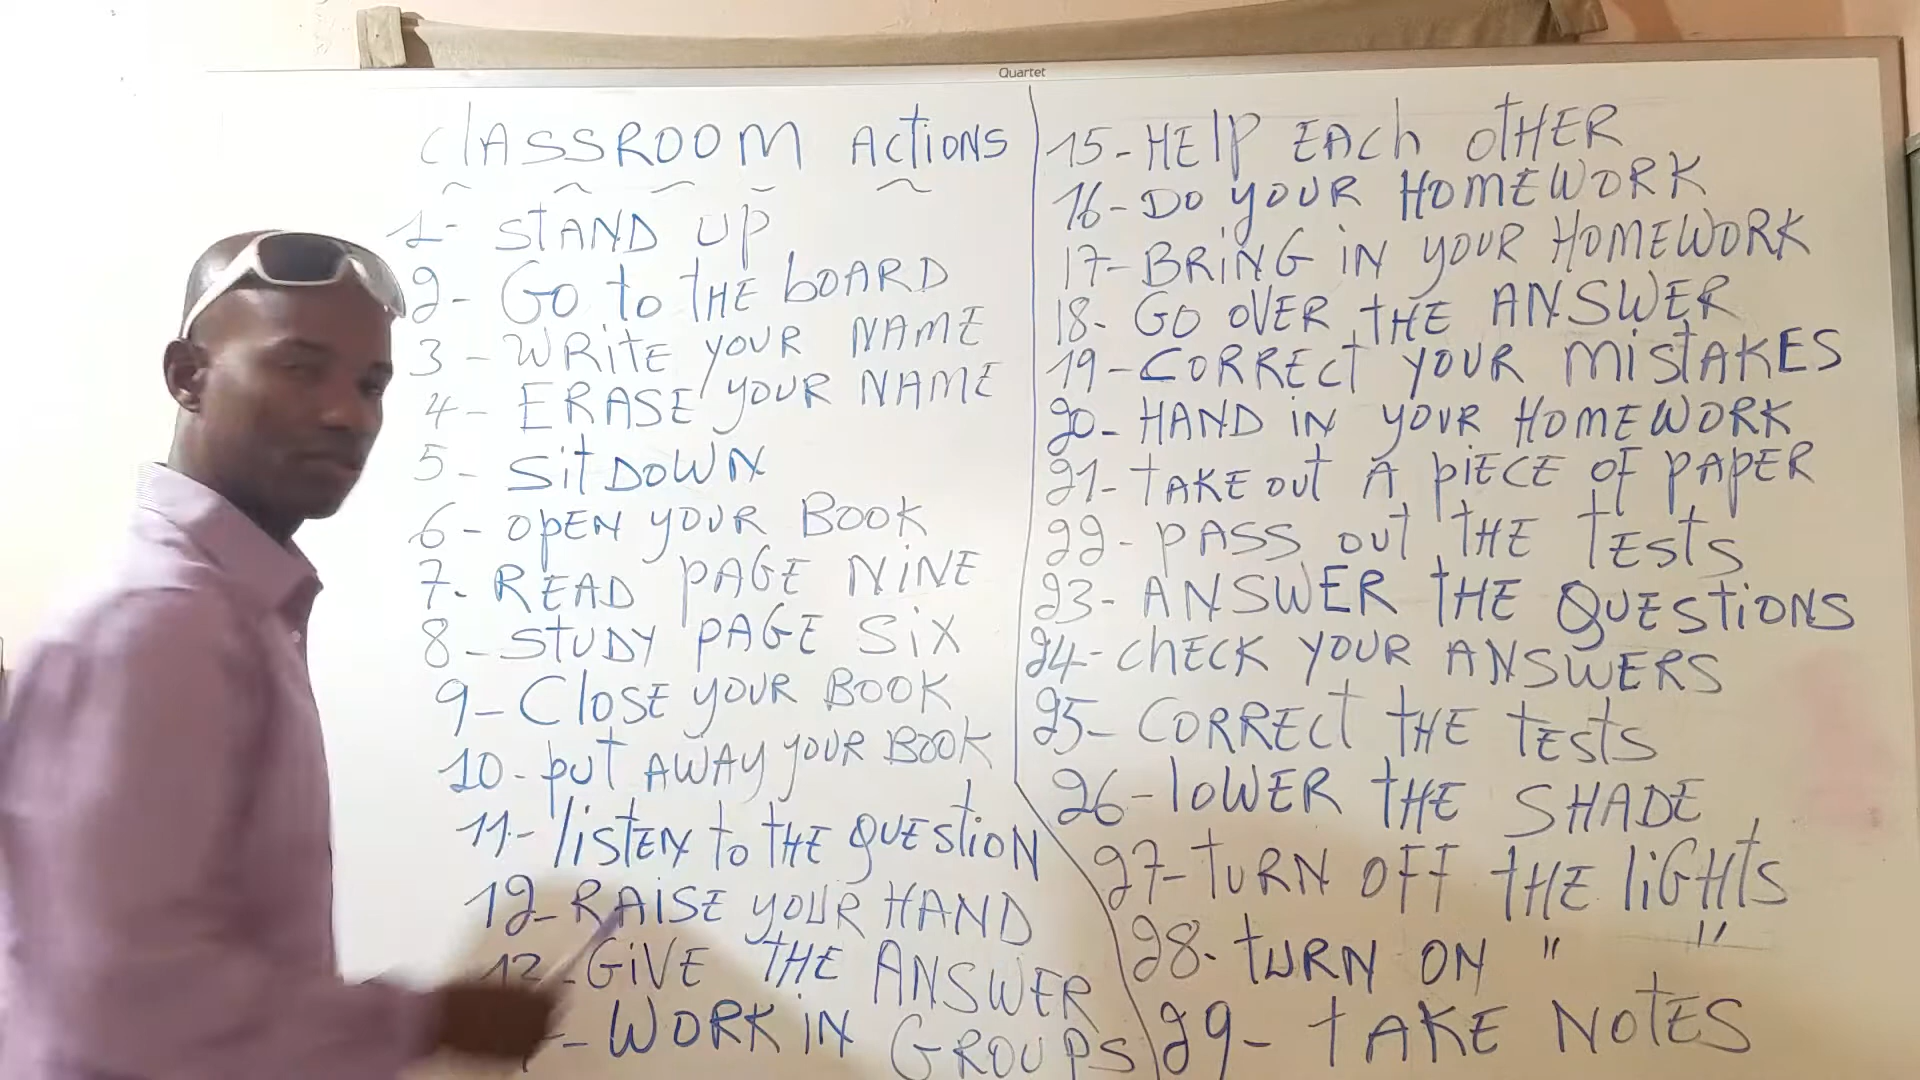 Quartet
CLASSROOM ACTIONS
1- STAND UP
2- GO TO THE BOARD
3- WRITE YOUR NAME
4- ERASE YOUR NAME
5- SIT DOWN
6- OPEN YOUR BOOK
7- READ PAGE NINE
8- STUDY PAGE SIX
9- CLOSE YOUR BOOK
10- PUT AWAY YOUR BOOK
11- LISTEN TO THE QUESTION
12- RAISE YOUR HAND
13- GIVE THE ANSWER
- WORK IN GROUPS
15- HELP EACH OTHER
16- DO YOUR HOMEWORK
17- BRING IN YOUR HOMEWORK
18- GO OVER THE ANSWER
19- CORRECT YOUR MISTAKES
20- HAND IN YOUR HOMEWORK
21- TAKE OUT A PIECE OF PAPER
22- PASS OUT THE TESTS
23- ANSWER THE QUESTIONS
24- CHECK YOUR ANSWERS
25- CORRECT THE TESTS
26- LOWER THE SHADE
27- TURN OFF THE LIGHTS
28- TURN ON " "
29- TAKE NOTES